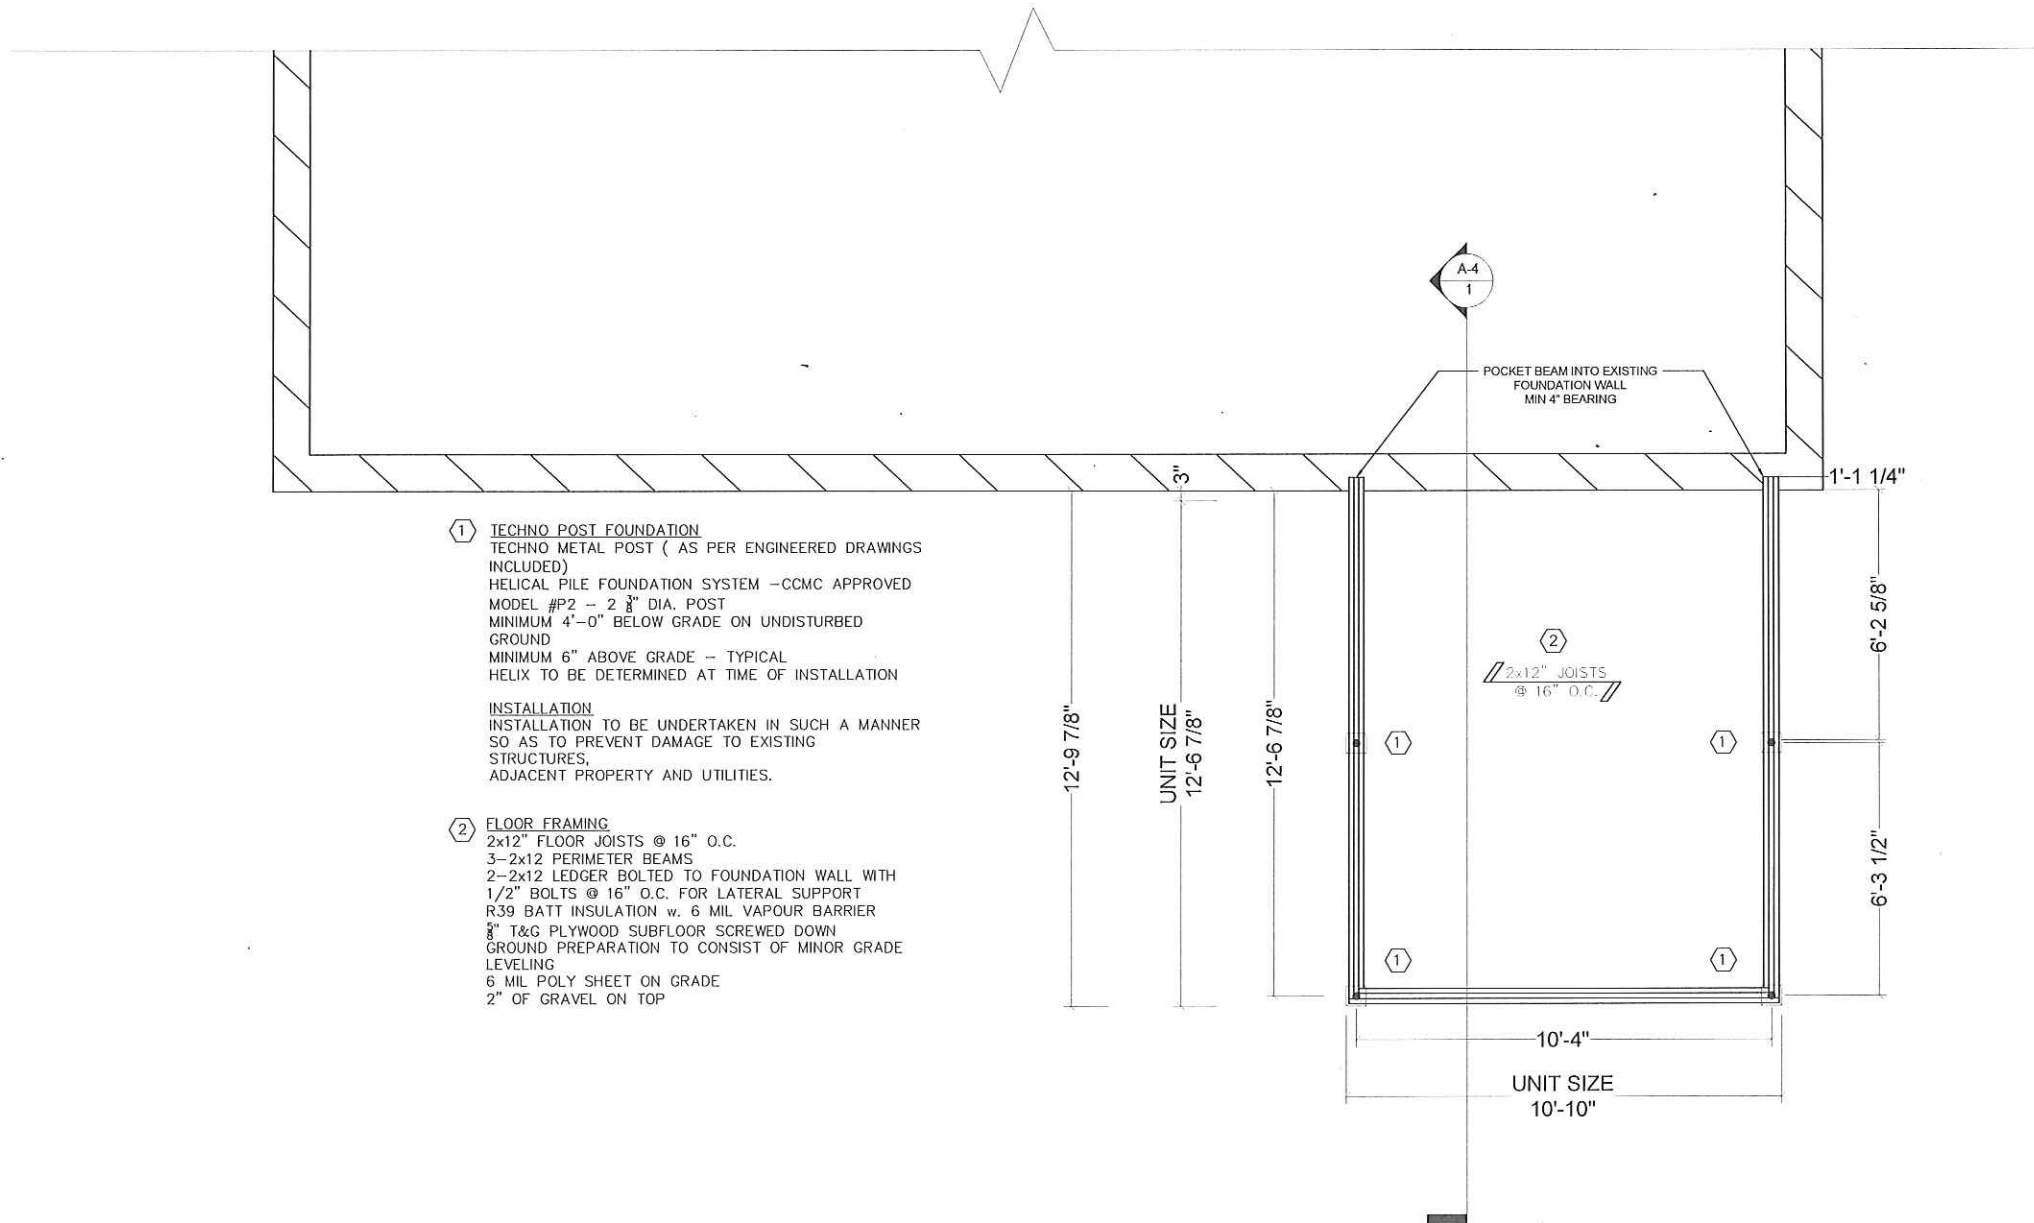 A-4
1
POCKET BEAM INTO EXISTING
FOUNDATION WALL
MIN 4" BEARING
3"
1'-1 1/4"
1 TECHNO POST FOUNDATION
TECHNO METAL POST ( AS PER ENGINEERED DRAWINGS
INCLUDED)
HELICAL PILE FOUNDATION SYSTEM -CCMC APPROVED
MODEL #P2 - 2 3/8" DIA. POST
MINIMUM 4'-0" BELOW GRADE ON UNDISTURBED
GROUND
MINIMUM 6" ABOVE GRADE - TYPICAL
HELIX TO BE DETERMINED AT TIME OF INSTALLATION
INSTALLATION
INSTALLATION TO BE UNDERTAKEN IN SUCH A MANNER
SO AS TO PREVENT DAMAGE TO EXISTING
STRUCTURES,
ADJACENT PROPERTY AND UTILITIES.
2 FLOOR FRAMING
2x12" FLOOR JOISTS @ 16" O.C.
3-2x12 PERIMETER BEAMS
2-2x12 LEDGER BOLTED TO FOUNDATION WALL WITH
1/2" BOLTS @ 16" O.C. FOR LATERAL SUPPORT
R39 BATT INSULATION w. 6 MIL VAPOUR BARRIER
5/8" T&G PLYWOOD SUBFLOOR SCREWED DOWN
GROUND PREPARATION TO CONSIST OF MINOR GRADE
LEVELING
6 MIL POLY SHEET ON GRADE
2" OF GRAVEL ON TOP
12'-9 7/8"
UNIT SIZE
12'-6 7/8"
12'-6 7/8"
2
2x12" JOISTS
@ 16" O.C.
6'-2 5/8"
1
1
6'-3 1/2"
1
1
10'-4"
UNIT SIZE
10'-10"